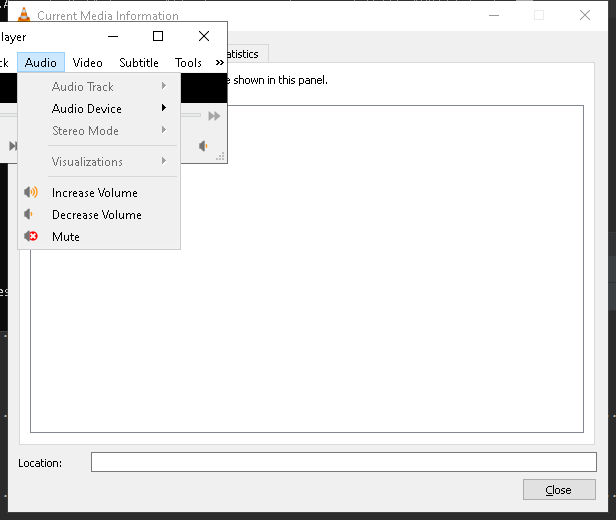 Current Media Information
layer
ck Audio Video Subtitle Tools »
atistics
e shown in this panel.
Audio Track
Audio Device
Stereo Mode
Visualizations
Increase Volume
Decrease Volume
Mute
es
Location:
Close